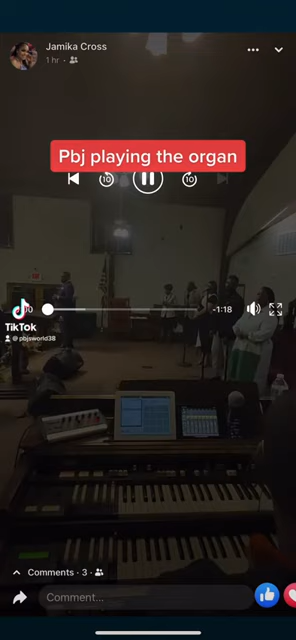 Jamika Cross
1 hr ·
Pbj playing the organ
10
10
-1:18
TikTok
@pbjsworld38
Comments · 3 ·
Comment...